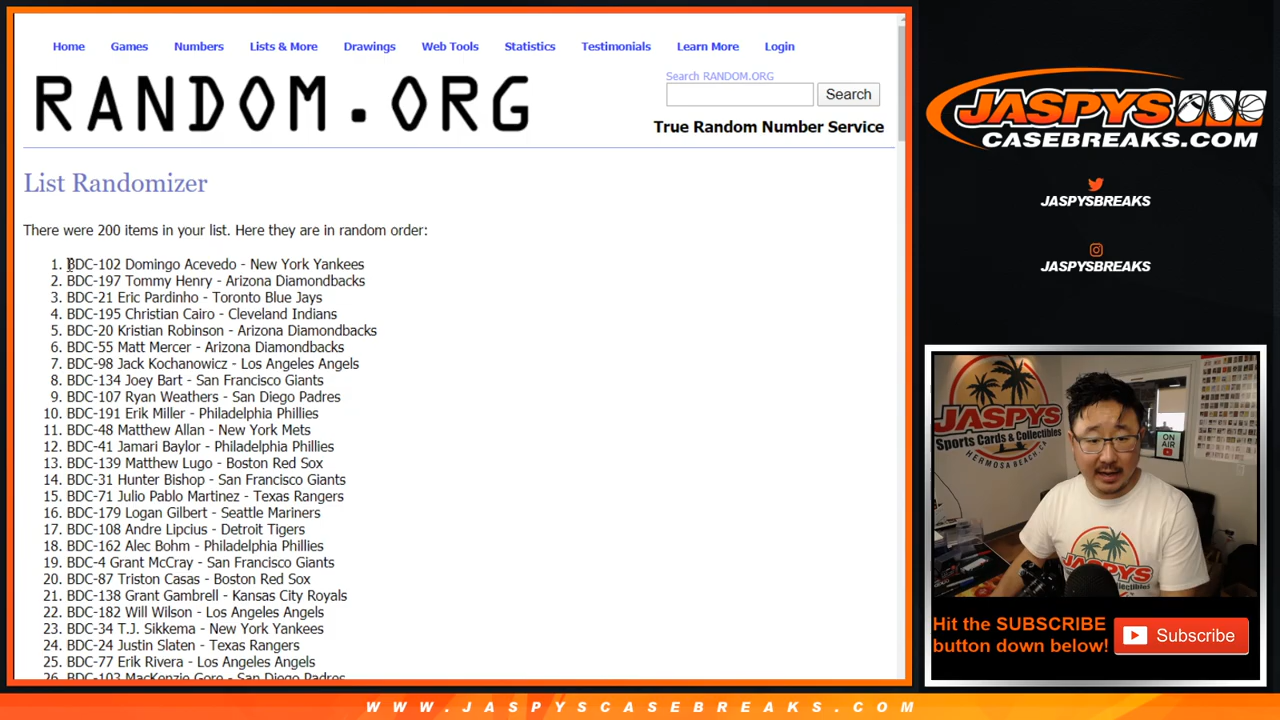 Home Games Numbers Lists & More Drawings Web Tools Statistics Testimonials Learn More Login
RANDOM.ORG
Search RANDOM.ORG
Search
True Random Number Service
List Randomizer
There were 200 items in your list. Here they are in random order:
1. BDC-102 Domingo Acevedo - New York Yankees
2. BDC-197 Tommy Henry - Arizona Diamondbacks
3. BDC-21 Eric Pardinho - Toronto Blue Jays
4. BDC-195 Christian Cairo - Cleveland Indians
5. BDC-20 Kristian Robinson - Arizona Diamondbacks
6. BDC-55 Matt Mercer - Arizona Diamondbacks
7. BDC-98 Jack Kochanowicz - Los Angeles Angels
8. BDC-134 Joey Bart - San Francisco Giants
9. BDC-107 Ryan Weathers - San Diego Padres
10. BDC-191 Erik Miller - Philadelphia Phillies
11. BDC-48 Matthew Allan - New York Mets
12. BDC-41 Jamari Baylor - Philadelphia Phillies
13. BDC-139 Matthew Lugo - Boston Red Sox
14. BDC-31 Hunter Bishop - San Francisco Giants
15. BDC-71 Julio Pablo Martinez - Texas Rangers
16. BDC-179 Logan Gilbert - Seattle Mariners
17. BDC-108 Andre Lipcius - Detroit Tigers
18. BDC-162 Alec Bohm - Philadelphia Phillies
19. BDC-4 Grant McCray - San Francisco Giants
20. BDC-87 Triston Casas - Boston Red Sox
21. BDC-138 Grant Gambrell - Kansas City Royals
22. BDC-182 Will Wilson - Los Angeles Angels
23. BDC-34 T.J. Sikkema - New York Yankees
24. BDC-24 Justin Slaten - Texas Rangers
25. BDC-77 Erik Rivera - Los Angeles Angels
26. BDC-103 MacKenzie Gore - San Diego Padres
JASPYS
CASEBREAKS.COM
JASPYSBREAKS
JASPYSBREAKS
JASPYS
Sports Cards & Collectibles
HERMOSA BEACH, CA
ON
AIR
JASPYS
Hit the SUBSCRIBE
button down below!
Subscribe
WWW.JASPYSCASEBREAKS.COM